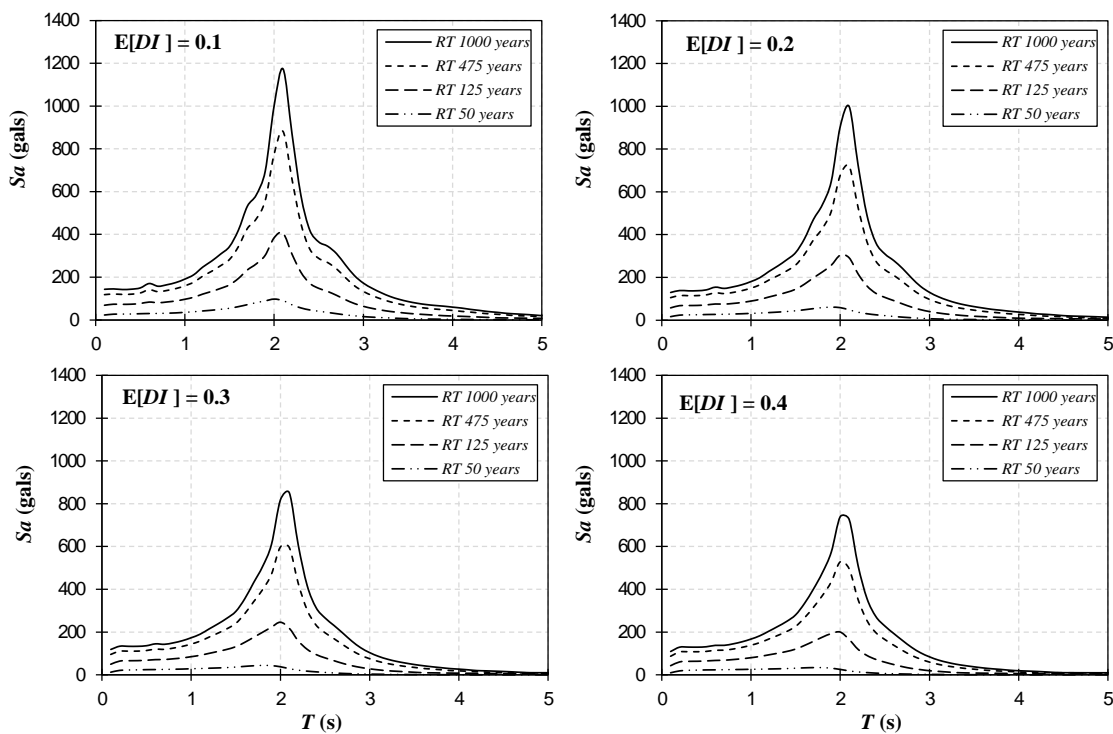 1400
1200
1000
800
600
400
200
0
Sa (gals)
E[DI ] = 0.1
RT 1000 years
RT 475 years
RT 125 years
RT 50 years
0 1 2 3 4 5
1400
1200
1000
800
600
400
200
0
Sa (gals)
E[DI ] = 0.2
RT 1000 years
RT 475 years
RT 125 years
RT 50 years
0 1 2 3 4 5
1400
1200
1000
800
600
400
200
0
Sa (gals)
E[DI ] = 0.3
RT 1000 years
RT 475 years
RT 125 years
RT 50 years
0 1 2 3 4 5
T (s)
1400
1200
1000
800
600
400
200
0
Sa (gals)
E[DI ] = 0.4
RT 1000 years
RT 475 years
RT 125 years
RT 50 years
0 1 2 3 4 5
T (s)